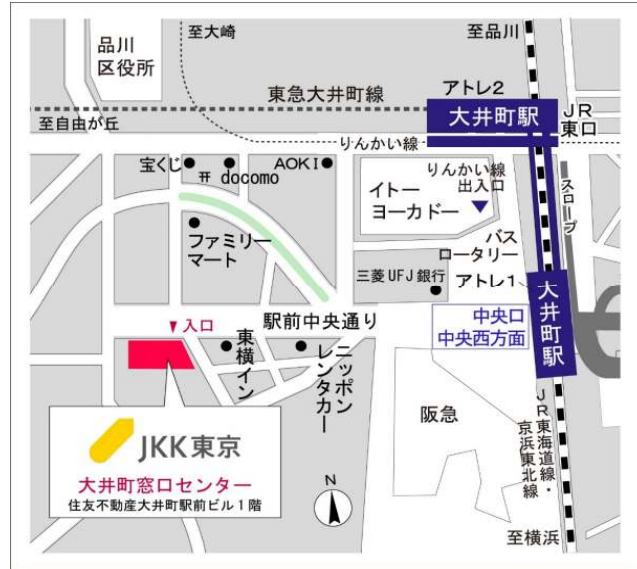 至大崎
至品川
品川
区役所
アトレ2
東急大井町線
大井町駅
JR
東口
至自由が丘
りんかい線
宝くじ
docomo
AOKI
りんかい線
出入口
イトー
ヨーカドー
スロープ
ファミリー
マート
バス
ロータリー
三菱UFJ銀行
アトレ1
大井町駅
中央口
中央西方面
入口
駅前中央通り
東横イン
ニッポン
レンタカー
阪急
JR東海道線・
京浜東北線
JKK東京
大井町窓口センター
住友不動産大井町駅前ビル1階
N
至横浜